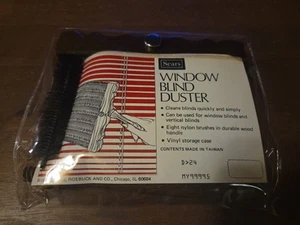 Sears
WINDOW
BLIND
DUSTER
• Cleans blinds quickly and simply
• Can be used for window blinds and
vertical blinds
• Eight nylon brushes in durable wood
handle
• Vinyl storage case
CONTENTS MADE IN TAIWAN
D>24
MY99995
ROEBUCK AND CO., Chicago, IL 60684